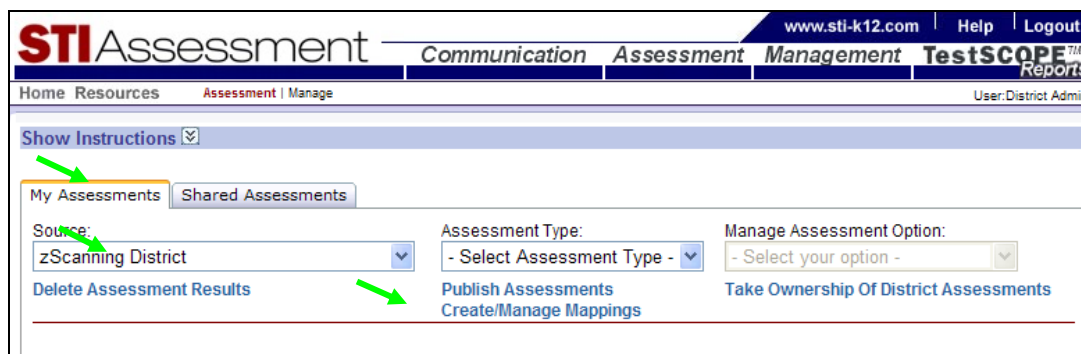 www.sti-k12.com Help Logout
STIAssessment
Communication Assessment Management TestSCOPE™
Reports
Home Resources Assessment | Manage User:District Admi
Show Instructions
My Assessments Shared Assessments
Source: Assessment Type: Manage Assessment Option:
zScanning District - Select Assessment Type - - Select your option -
Delete Assessment Results Publish Assessments Take Ownership Of District Assessments
Create/Manage Mappings